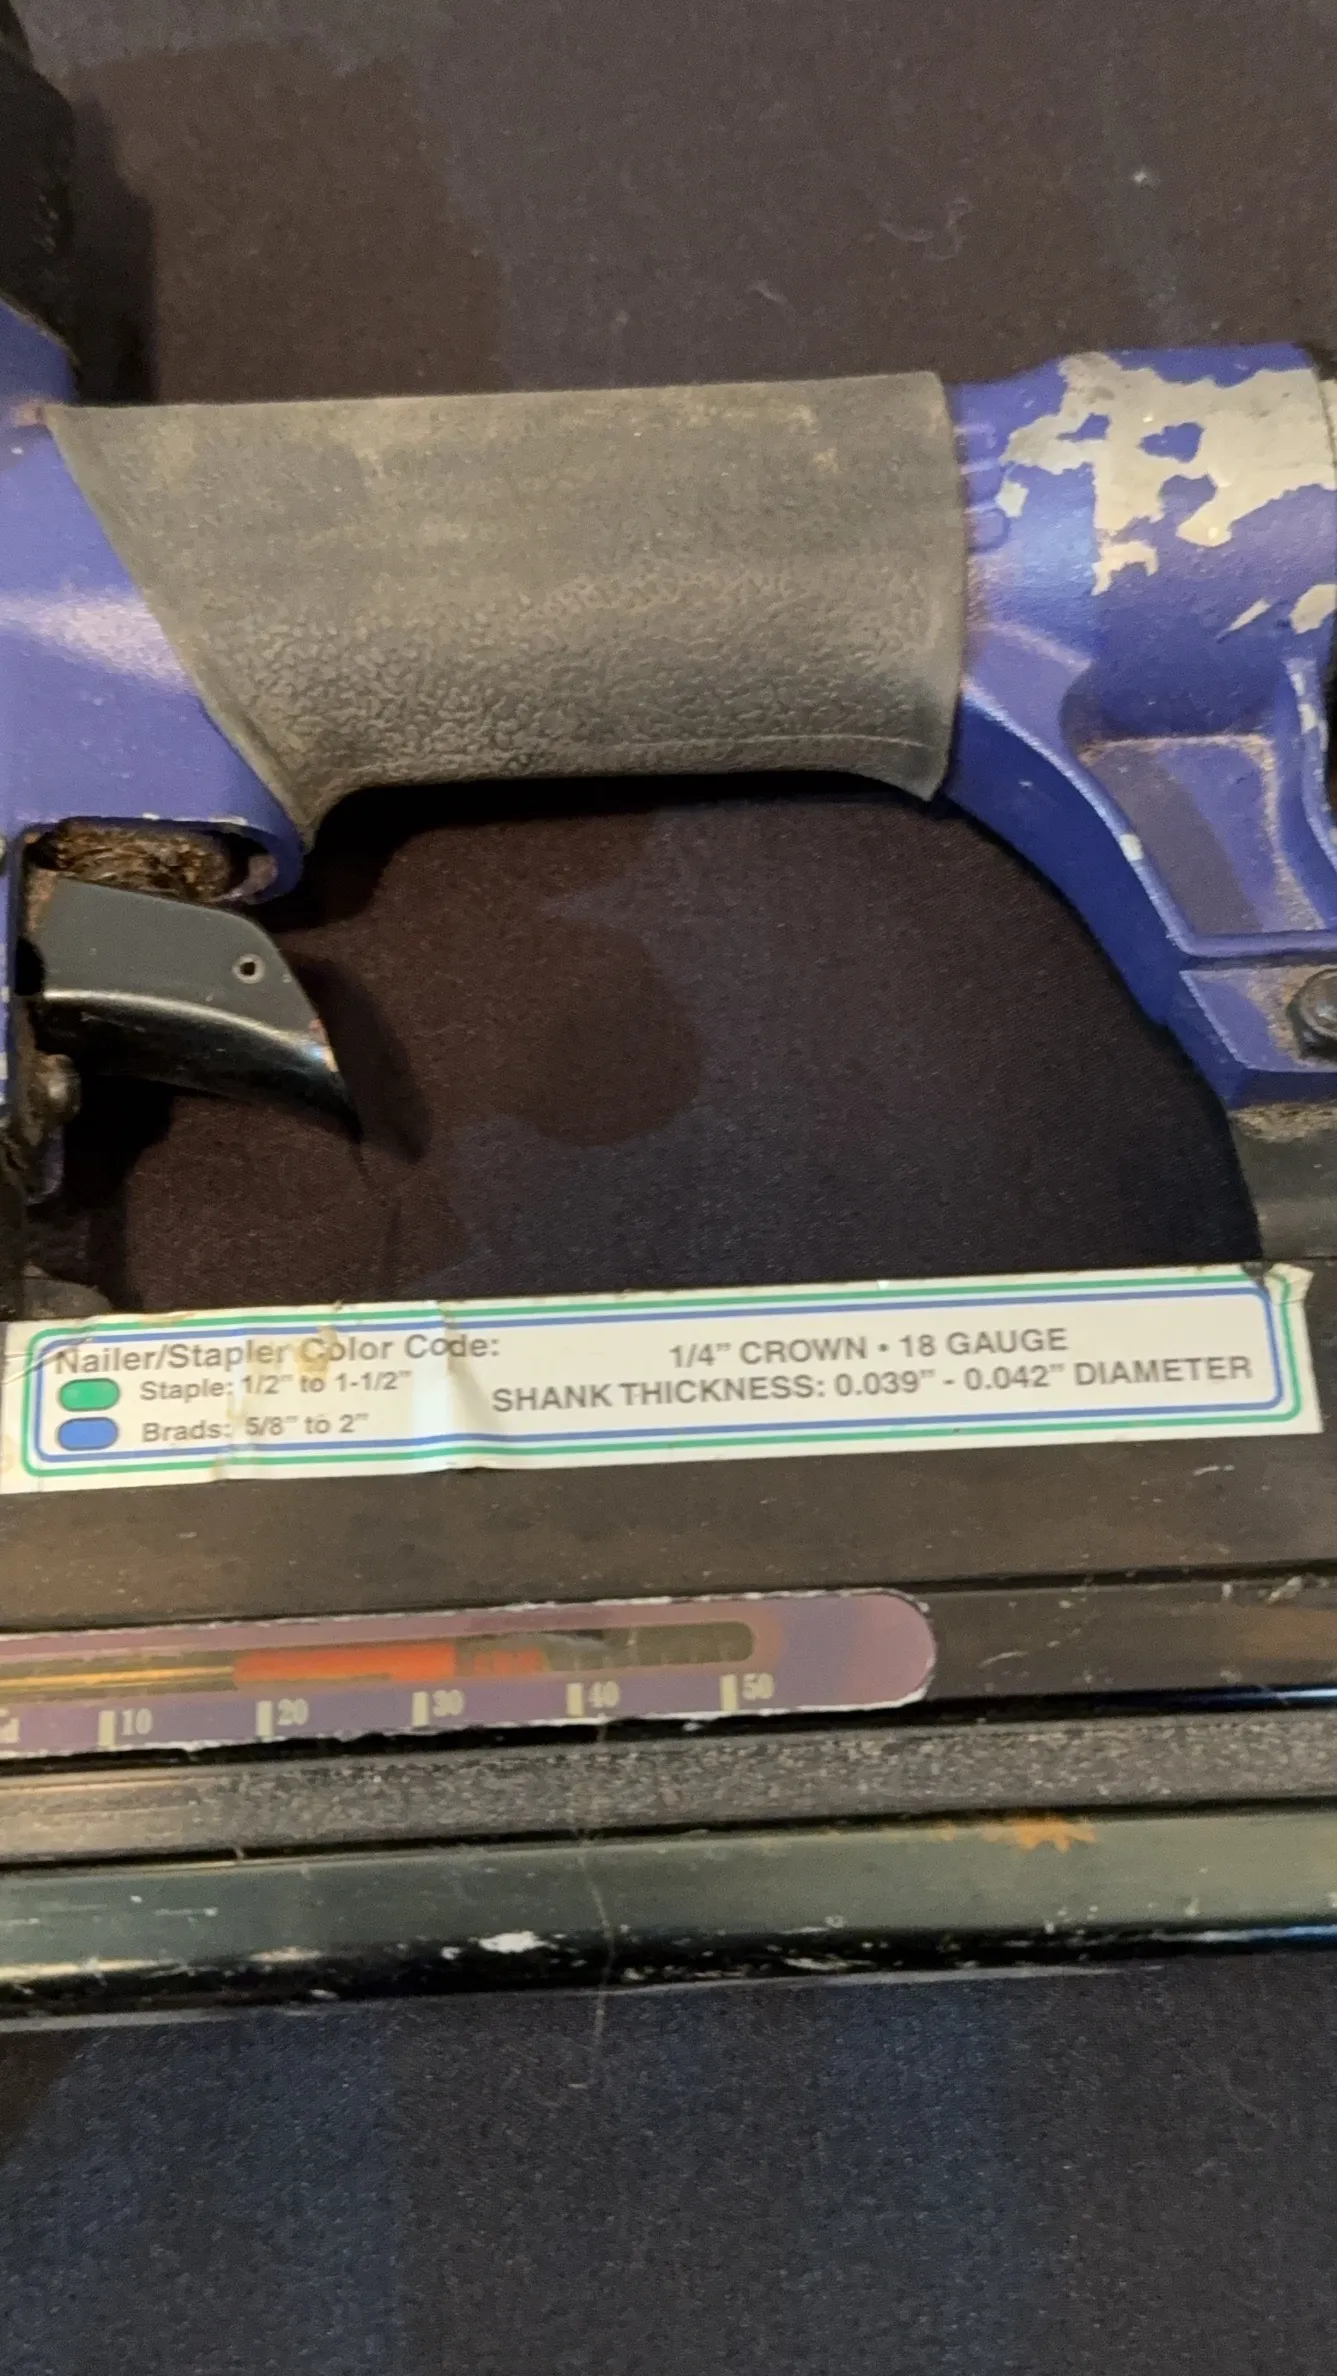 Nailer/Stapler Color Code:
Staple: 1/2" to 1-1/2"
Brads: 5/8" to 2"
1/4" CROWN • 18 GAUGE
SHANK THICKNESS: 0.039" - 0.042" DIAMETER
10 20 30 40 50